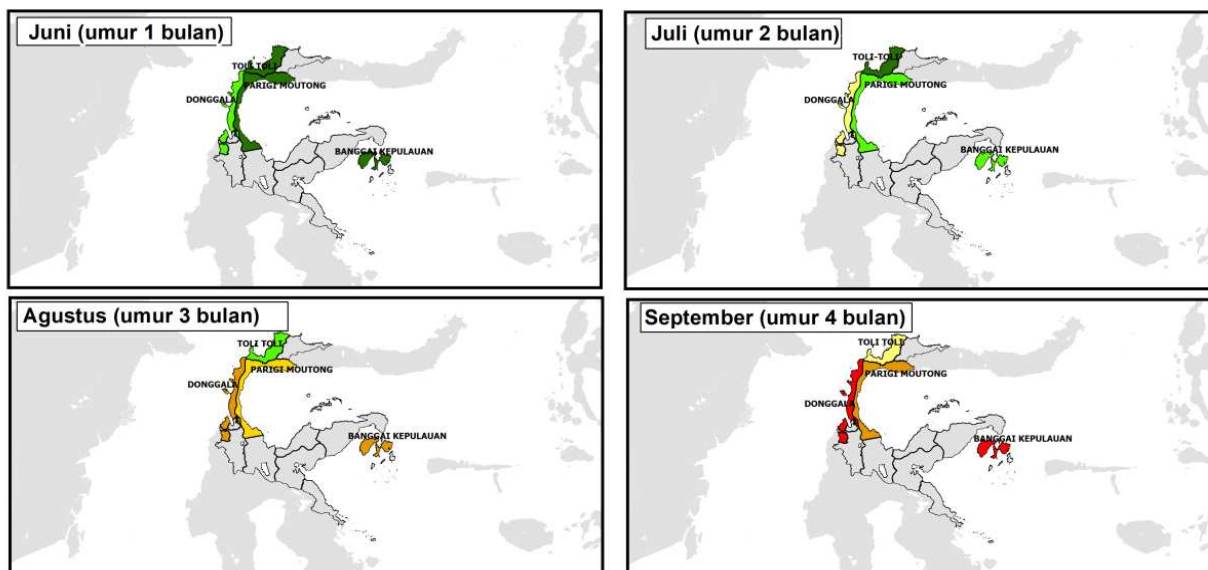 Juni (umur 1 bulan)
TOLI TOLI
PARIGI MOUTONG
DONGGALA
BANGGAI KEPULAUAN
Juli (umur 2 bulan)
TOLI-TOLI
PARIGI MOUTONG
DONGGALA
BANGGAI KEPULAUAN
Agustus (umur 3 bulan)
TOLI TOLI
PARIGI MOUTONG
DONGGALA
BANGGAI KEPULAUAN
September (umur 4 bulan)
TOLI TOLI
PARIGI MOUTONG
DONGGALA
BANGGAI KEPULAUAN